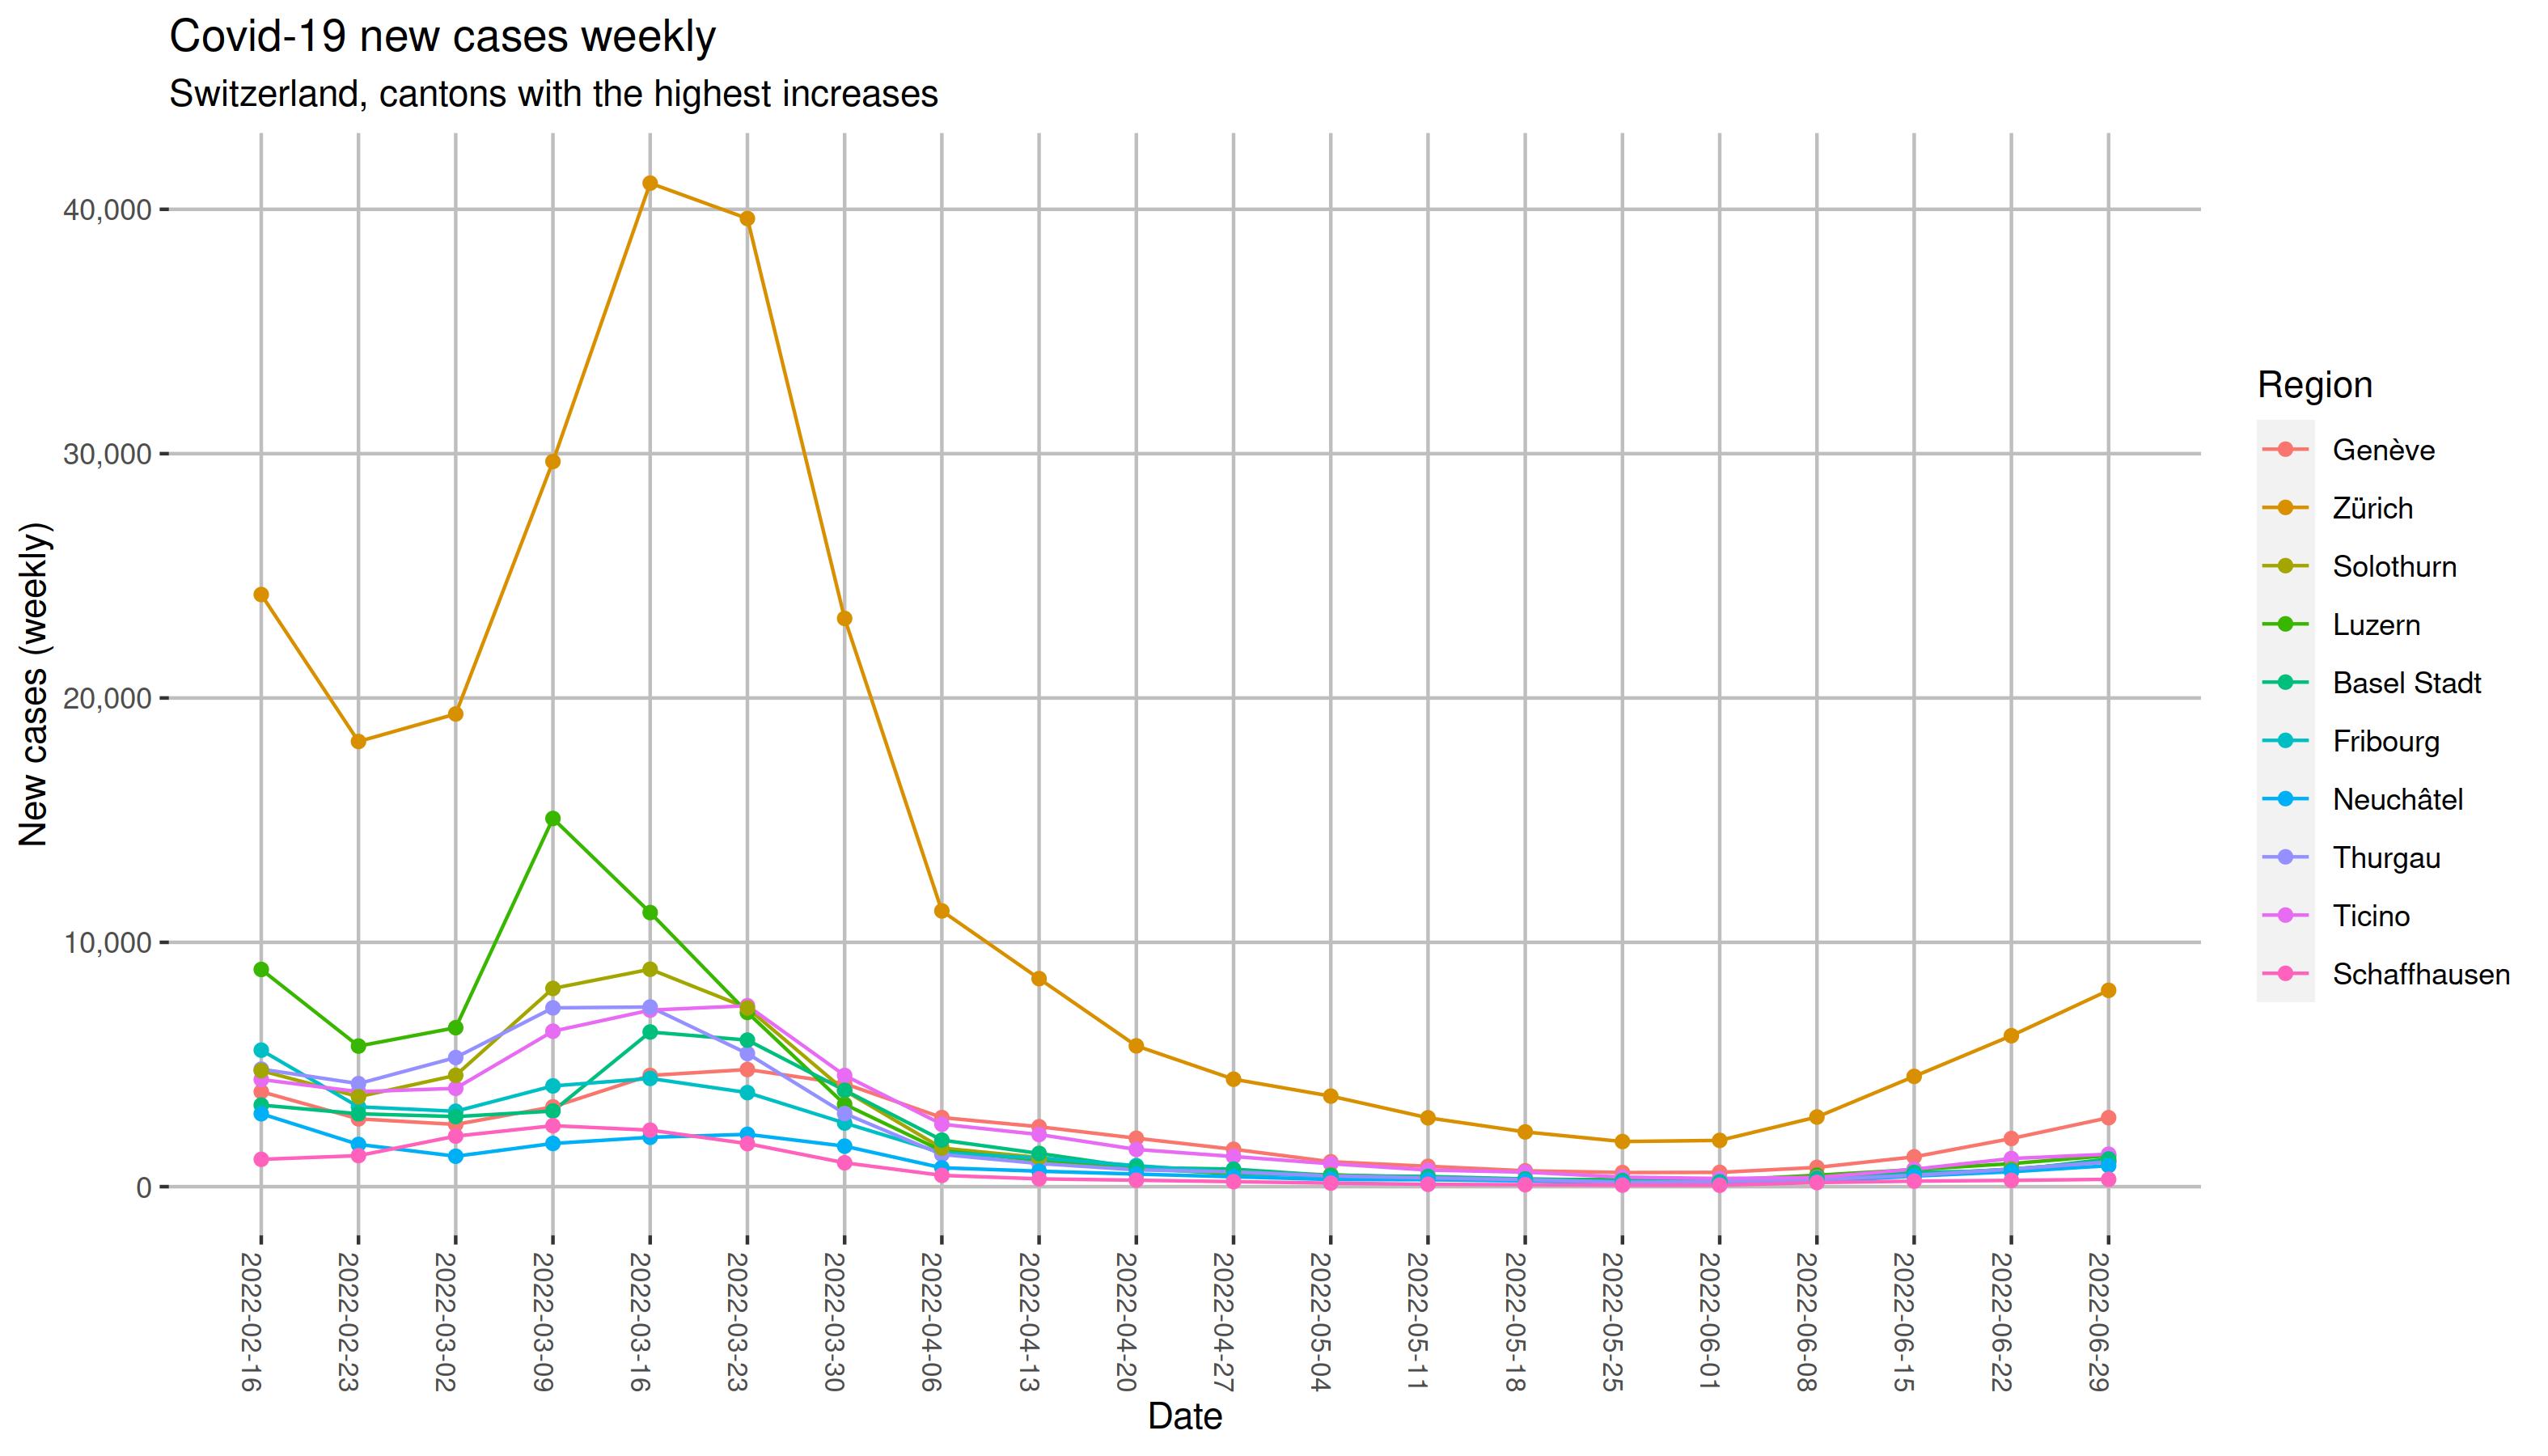 Covid-19 new cases weekly
Switzerland, cantons with the highest increases
New cases (weekly)
40,000
30,000
20,000
10,000
0
2022-02-16
2022-02-23
2022-03-02
2022-03-09
2022-03-16
2022-03-23
2022-03-30
2022-04-06
2022-04-13
2022-04-20
2022-04-27
2022-05-04
2022-05-11
2022-05-18
2022-05-25
2022-06-01
2022-06-08
2022-06-15
2022-06-22
2022-06-29
Date
Region
Genève
Zürich
Solothurn
Luzern
Basel Stadt
Fribourg
Neuchâtel
Thurgau
Ticino
Schaffhausen